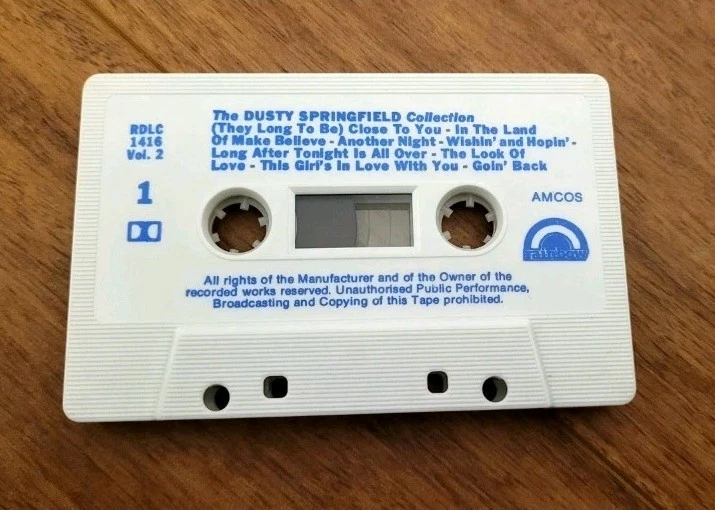 The DUSTY SPRINGFIELD Collection
(They Long To Be) Close To You - In The Land
Of Make Believe - Another Night - Wishin' and Hopin' -
Long After Tonight Is All Over - The Look Of
Love - This Girl's In Love With You - Goin' Back
RDLC
1416
Vol. 2
1
AMCOS
rainbow
All rights of the Manufacturer and of the Owner of the
recorded works reserved. Unauthorised Public Performance,
Broadcasting and Copying of this Tape prohibited.